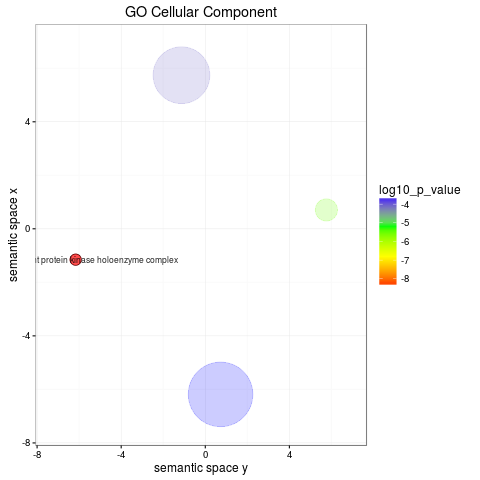 GO Cellular Component
semantic space x
4
0
-4
-8
t protein kinase holoenzyme complex
-8
-4
0
4
semantic space y
log10_p_value
-4
-5
-6
-7
-8